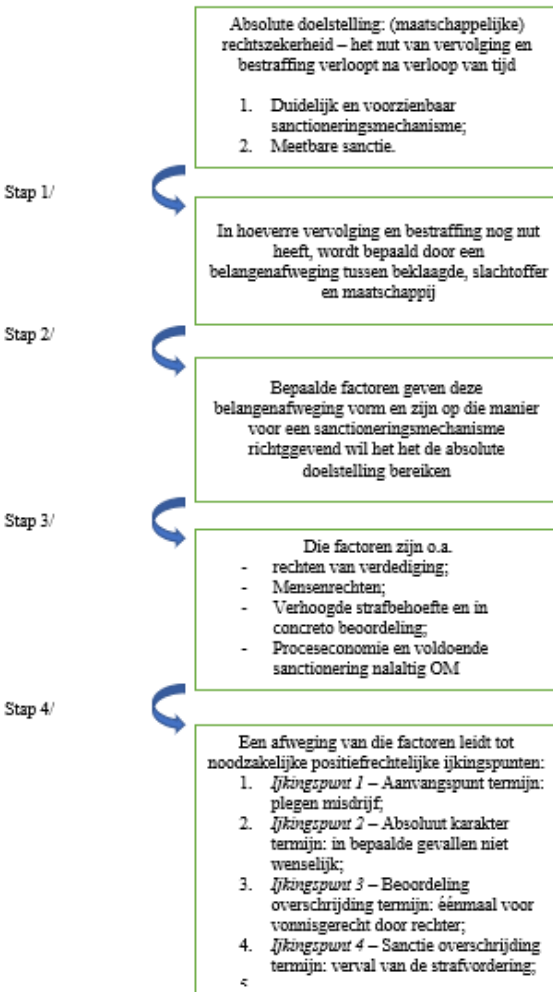 Absolute doelstelling: (maatschappelijke)
rechtszekerheid – het nut van vervolging en
bestraffing verloopt na verloop van tijd
1. Duidelijk en voorzienbaar
sanctioneringsmechanisme;
2. Meetbare sanctie.
Stap 1/
In hoeverre vervolging en bestraffing nog nut
heeft, wordt bepaald door een
belangenafweging tussen beklaagde, slachtoffer
en maatschappij
Stap 2/
Bepaalde factoren geven deze
belangenafweging vorm en zijn op die manier
voor een sanctioneringsmechanisme
richtggevend wil het het de absolute
doelstelling bereiken
Stap 3/
Die factoren zijn o.a.
- rechten van verdediging;
- Mensenrechten;
- Verhoogde strafbehoefte en in
concreto beoordeling;
- Proceseconomie en voldoende
sanctionering nalatig OM
Stap 4/
Een afweging van die factoren leidt tot
noodzakelijke positiefrechtelijke ijkingspunten:
1. Ijkingspunt 1 – Aanvangspunt termijn:
plegen misdrijf;
2. Ijkingspunt 2 – Absoluut karakter
termijn: in bepaalde gevallen niet
wenselijk;
3. Ijkingspunt 3 – Beoordeling
overschrijding termijn: éénmaal voor
vonnisgerecht door rechter;
4. Ijkingspunt 4 – Sanctie overschrijding
termijn: verval van de strafvordering;